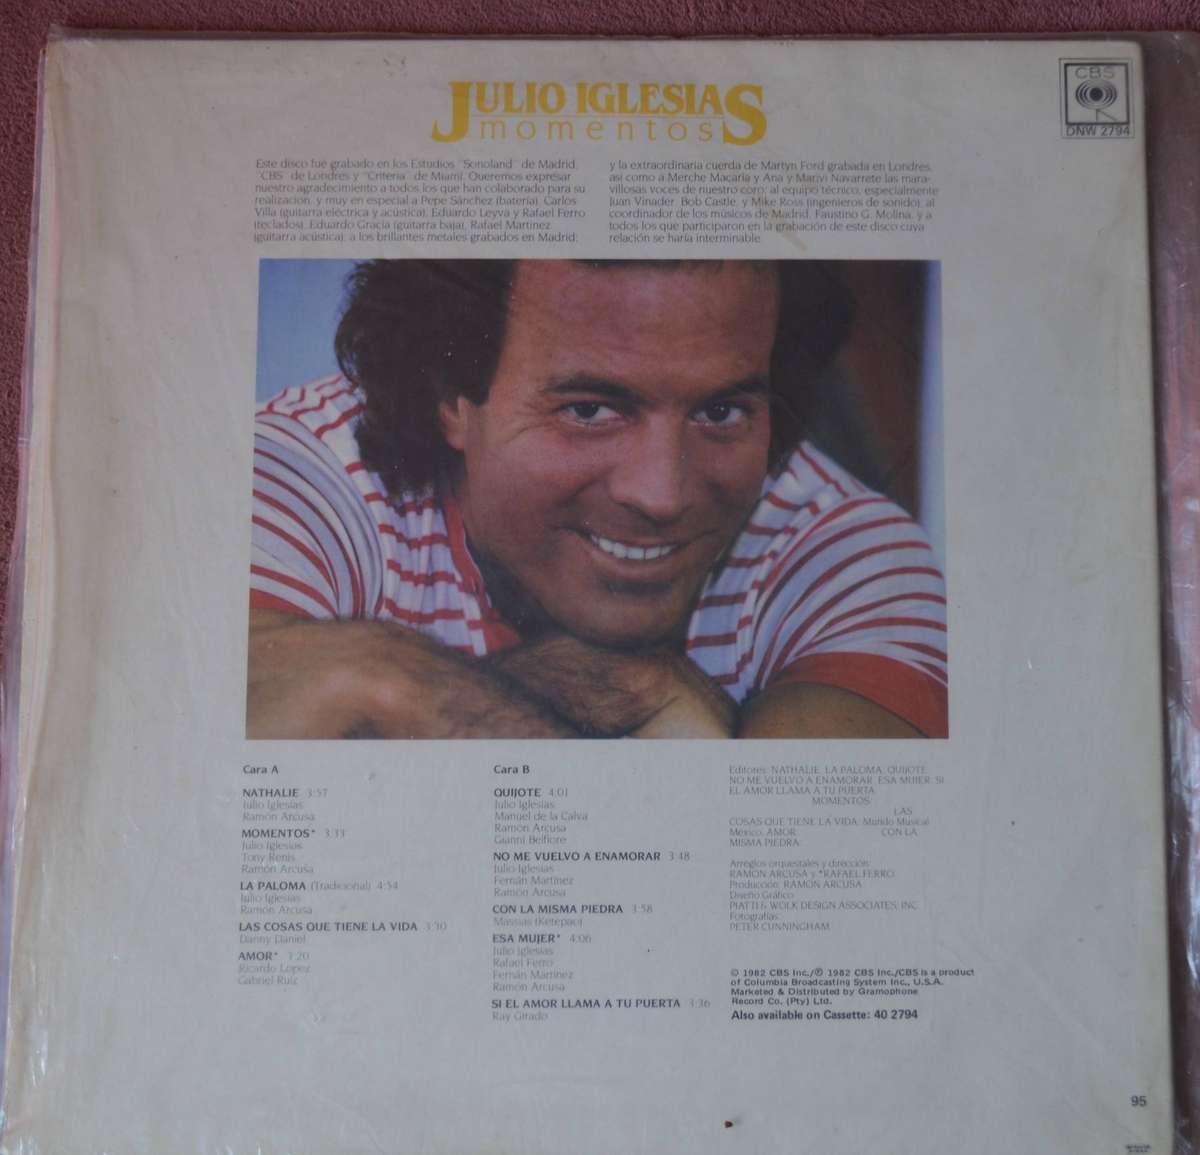 JULIO IGLESIAS
momentos
CBS
DNW 2794
Este disco fue grabado en los Estudios "Sonoland" de Madrid,
"CBS" de Londres y "Criteria" de Miami. Queremos expresar
nuestro agradecimiento a todos los que han colaborado para su
realización, y muy en especial a Pepe Sánchez (batería), Carlos
Villa (guitarra eléctrica y acústica), Eduardo Leyva y Rafael Ferro
(teclados), Eduardo Gracia (guitarra baja), Rafael Martínez
(guitarra acústica), a los brillantes metales grabados en Madrid;
y la extraordinaria cuerda de Martyn Ford grabada en Londres,
así como a Merche Macaria y Ana y Marivi Navarrete las mara-
villosas voces de nuestro coro; al equipo técnico, especialmente
Juan Vinader, Bob Castle, y Mike Ross (ingenieros de sonido), al
coordinador de los músicos de Madrid, Faustino G. Molina, y a
todos los que participaron en la grabación de este disco cuya
relación se haría interminable.
Cara A
NATHALIE 3:57
Julio Iglesias
Ramón Arcusa
MOMENTOS* 3:33
Julio Iglesias
Tony Renis
Ramón Arcusa
LA PALOMA (Tradicional) 4:54
Julio Iglesias
Ramón Arcusa
LAS COSAS QUE TIENE LA VIDA 3:30
Danny Daniel
AMOR* 3:20
Ricardo Lopez
Gabriel Ruiz
Cara B
QUIJOTE 4:01
Julio Iglesias
Manuel de la Calva
Ramón Arcusa
Gianni Belfiore
NO ME VUELVO A ENAMORAR 3:48
Julio Iglesias
Fernán Martínez
Ramón Arcusa
CON LA MISMA PIEDRA 3:58
Massias (Ketepao)
ESA MUJER* 4:06
Julio Iglesias
Rafael Ferro
Fernán Martínez
Ramón Arcusa
SI EL AMOR LLAMA A TU PUERTA 3:36
Ray Girado
Editores: NATHALIE, LA PALOMA, QUIJOTE,
NO ME VUELVO A ENAMORAR, ESA MUJER, SI
EL AMOR LLAMA A TU PUERTA
MOMENTOS:
LAS
COSAS QUE TIENE LA VIDA: Mundo Musical
México, AMOR: CON LA
MISMA PIEDRA:
Arreglos orquestales y dirección:
RAMÓN ARCUSA y *RAFAEL FERRO
Producción: RAMÓN ARCUSA
Diseño Gráfico
PIATTI & WOLK DESIGN ASSOCIATES, INC.
Fotografías:
PETER CUNNINGHAM
© 1982 CBS Inc./℗ 1982 CBS Inc./CBS is a product
of Columbia Broadcasting System Inc., U.S.A.
Marketed & Distributed by Gramophone
Record Co. (Pty) Ltd.
Also available on Cassette: 40 2794
95